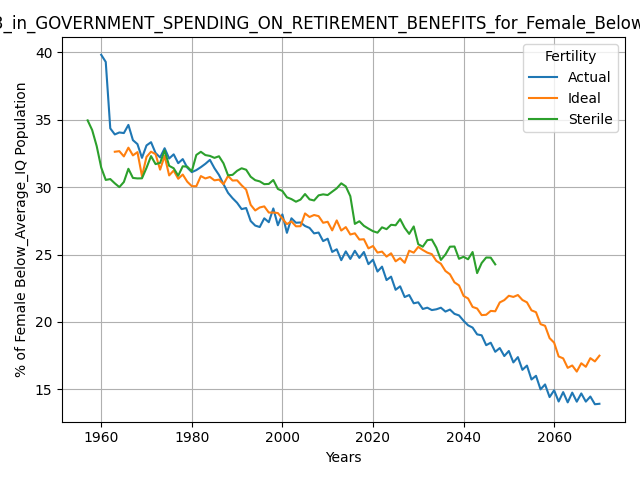 _in_GOVERNMENT_SPENDING_ON_RETIREMENT_BENEFITS_for_Female_Below
Fertility
Actual
Ideal
Sterile
% of Female Below_Average_IQ Population
40
35
30
25
20
15
1960
1980
2000
2020
2040
2060
Years